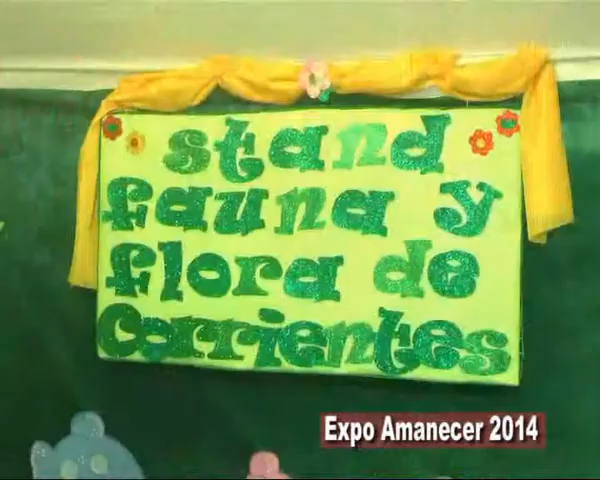 stand
fauna y
flora de
Corrientes
Expo Amanecer 2014